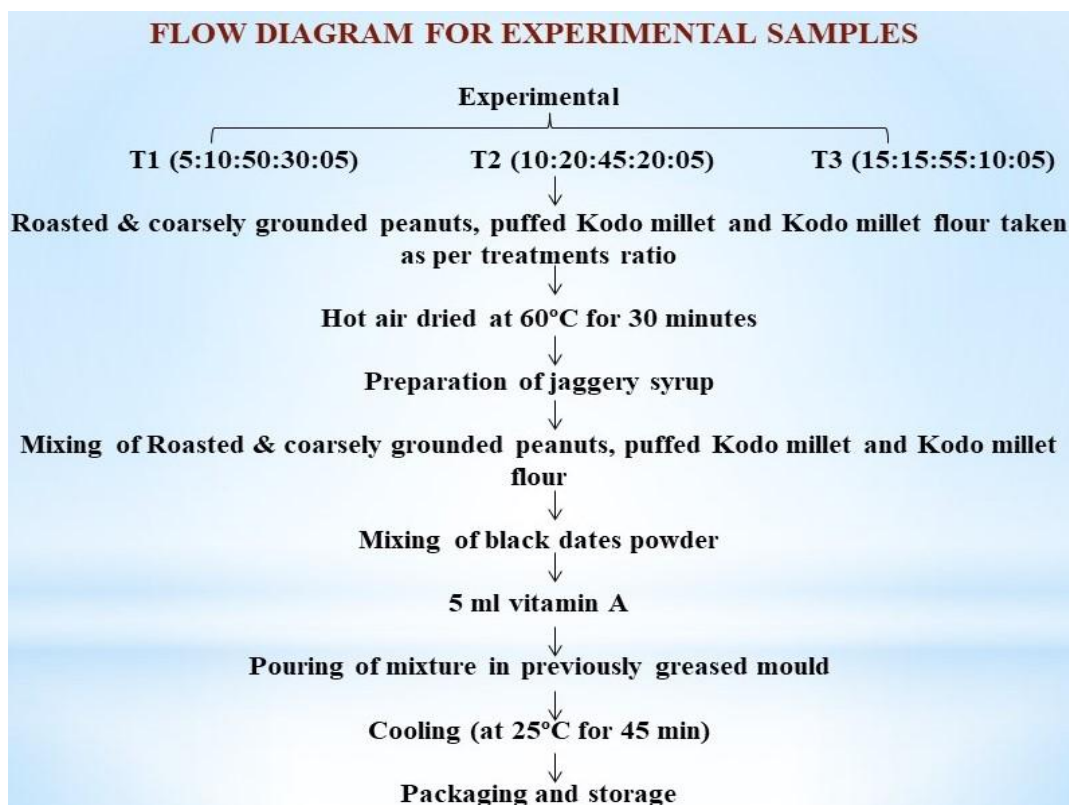 FLOW DIAGRAM FOR EXPERIMENTAL SAMPLES
Experimental
T1 (5:10:50:30:05) T2 (10:20:45:20:05) T3 (15:15:55:10:05)
Roasted & coarsely grounded peanuts, puffed Kodo millet and Kodo millet flour taken
as per treatments ratio
Hot air dried at 60°C for 30 minutes
Preparation of jaggery syrup
Mixing of Roasted & coarsely grounded peanuts, puffed Kodo millet and Kodo millet
flour
Mixing of black dates powder
5 ml vitamin A
Pouring of mixture in previously greased mould
Cooling (at 25°C for 45 min)
Packaging and storage